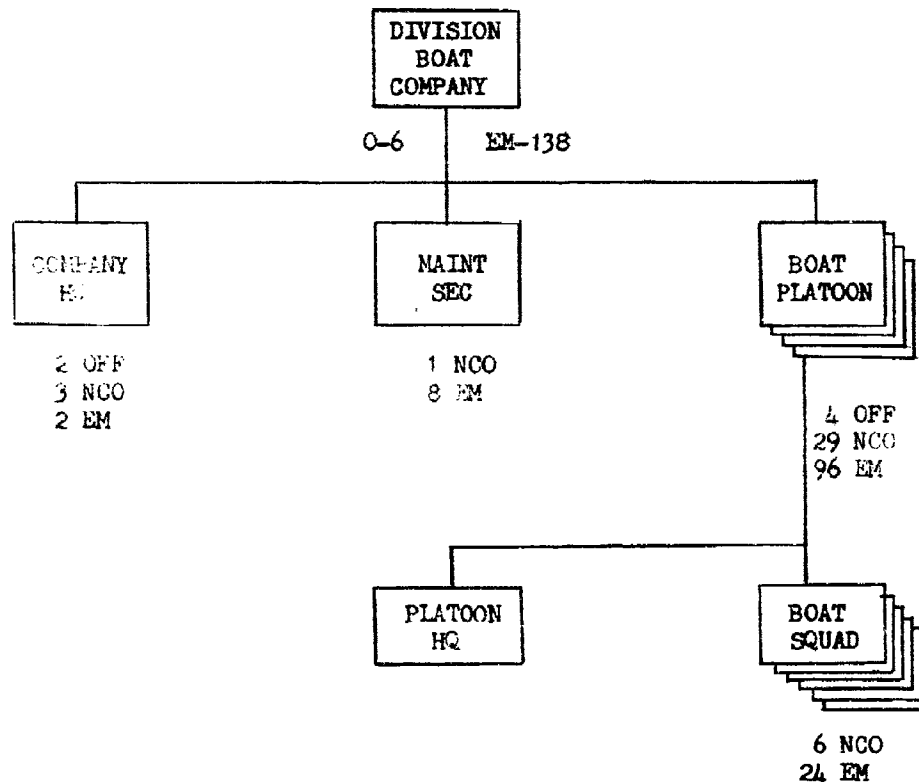 DIVISION
BOAT
COMPANY
O-6 EM-138
COMPANY
HQ
MAINT
SEC
BOAT
PLATOON
2 OFF
3 NCO
2 EM
1 NCO
8 EM
4 OFF
29 NCO
96 EM
PLATOON
HQ
BOAT
SQUAD
6 NCO
24 EM